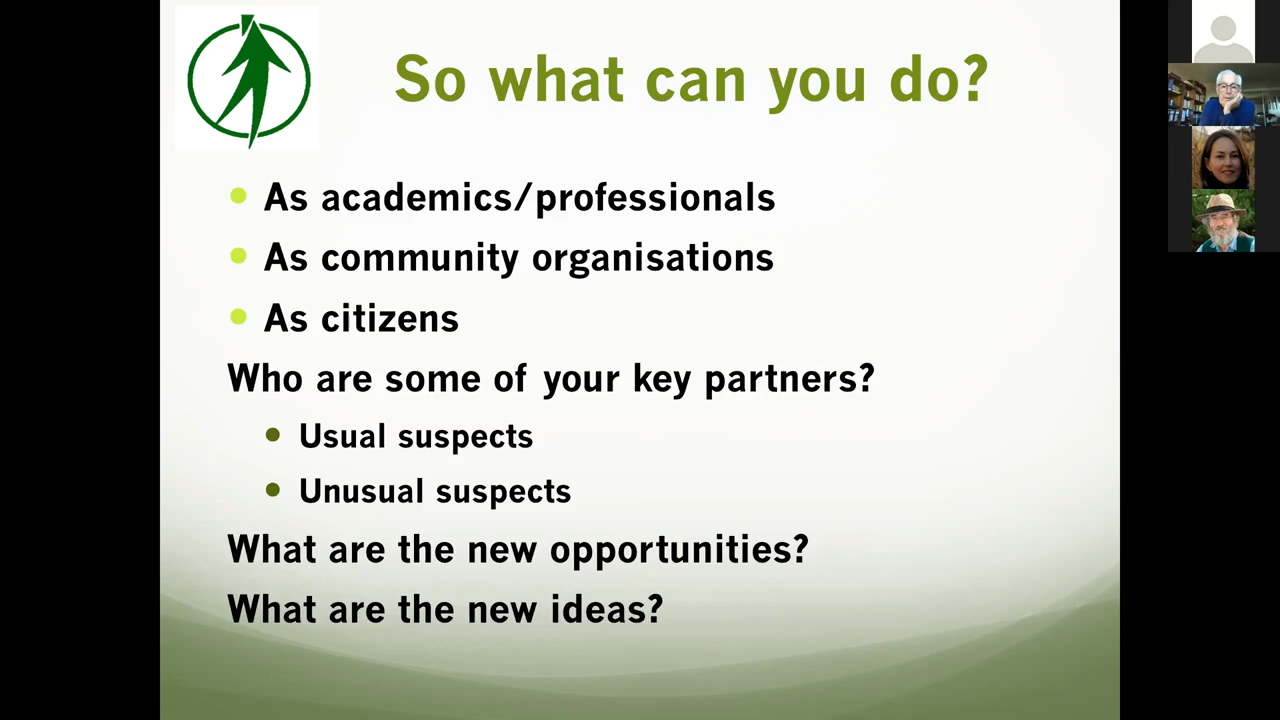 So what can you do?
As academics/professionals
As community organisations
As citizens
Who are some of your key partners?
Usual suspects
Unusual suspects
What are the new opportunities?
What are the new ideas?